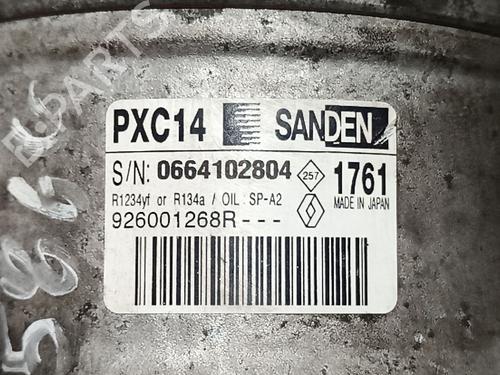 PXC14 SANDEN
S/N: 0664102804 257 1761
R1234yf or R134a / OIL : SP-A2 MADE IN JAPAN
926001268R---
B-PARTS